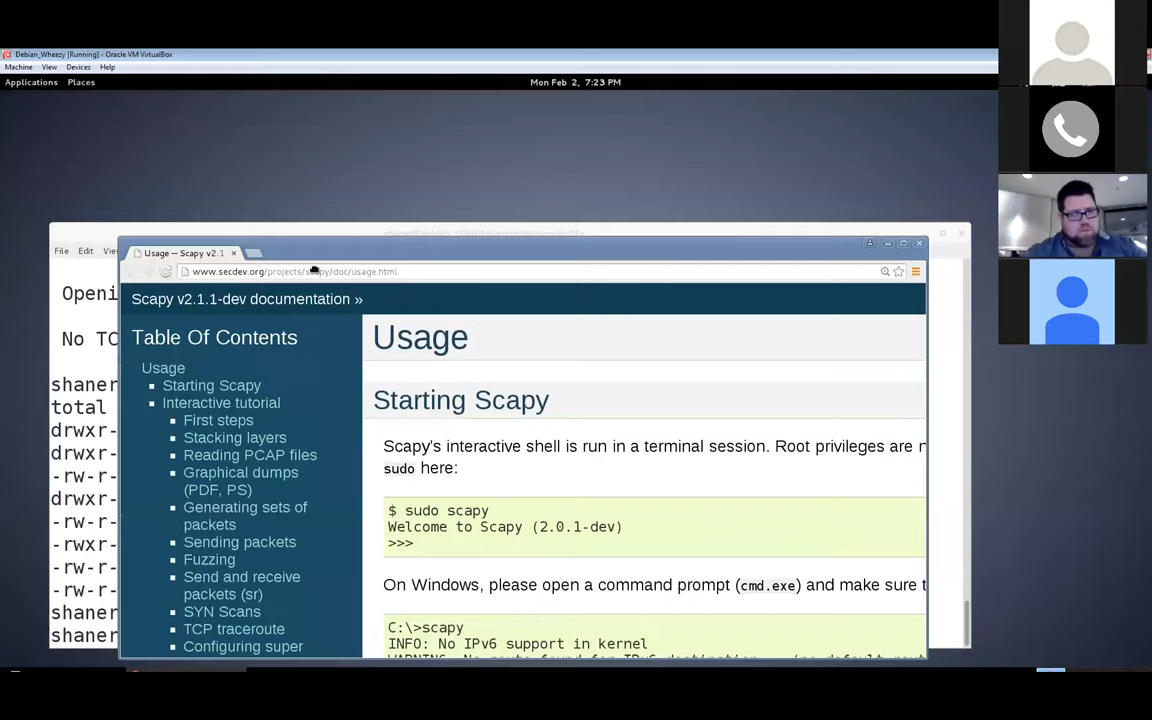 Debian_Wheezy [Running] - Oracle VM VirtualBox
Machine View Devices Help
Applications Places
Mon Feb 2, 7:23 PM
File Edit
Usage — Scapy v2.1
www.secdev.org/projects/scapy/doc/usage.html
Scapy v2.1.1-dev documentation »
Table Of Contents
Usage
Starting Scapy
Interactive tutorial
First steps
Stacking layers
Reading PCAP files
Graphical dumps
(PDF, PS)
Generating sets of
packets
Sending packets
Fuzzing
Send and receive
packets (sr)
SYN Scans
TCP traceroute
Configuring super
Usage
Starting Scapy
Scapy's interactive shell is run in a terminal session. Root privileges are
sudo here:
$ sudo scapy
Welcome to Scapy (2.0.1-dev)
>>>
On Windows, please open a command prompt (cmd.exe) and make sure
C:\>scapy
INFO: No IPv6 support in kernel
Openi
No TC
shaner
total
drwxr-
drwxr-
-rw-r-
drwxr-
-rw-r-
-rwxr-
-rw-r-
-rw-r-
shaner
shaner